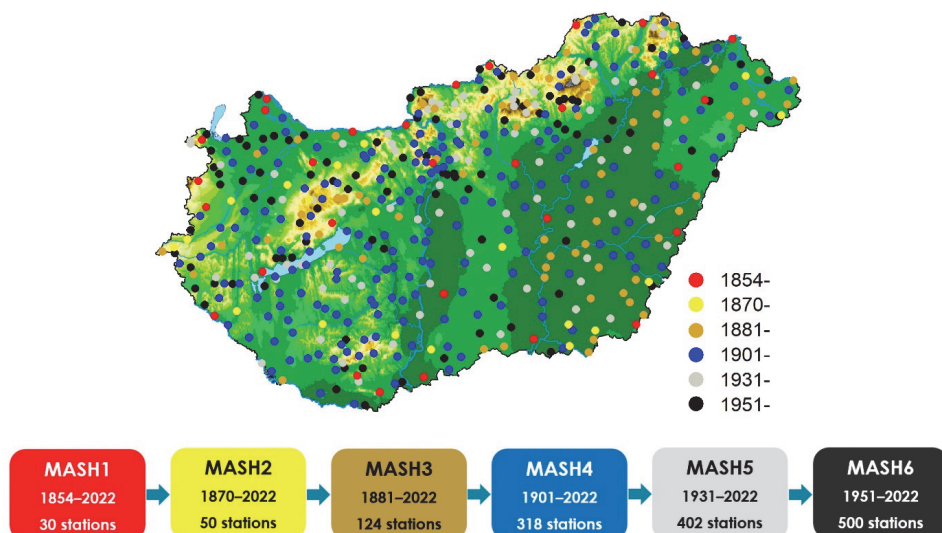 1854-
1870-
1881-
1901-
1931-
1951-
MASH1
1854–2022
30 stations
MASH2
1870–2022
50 stations
MASH3
1881–2022
124 stations
MASH4
1901–2022
318 stations
MASH5
1931–2022
402 stations
MASH6
1951–2022
500 stations